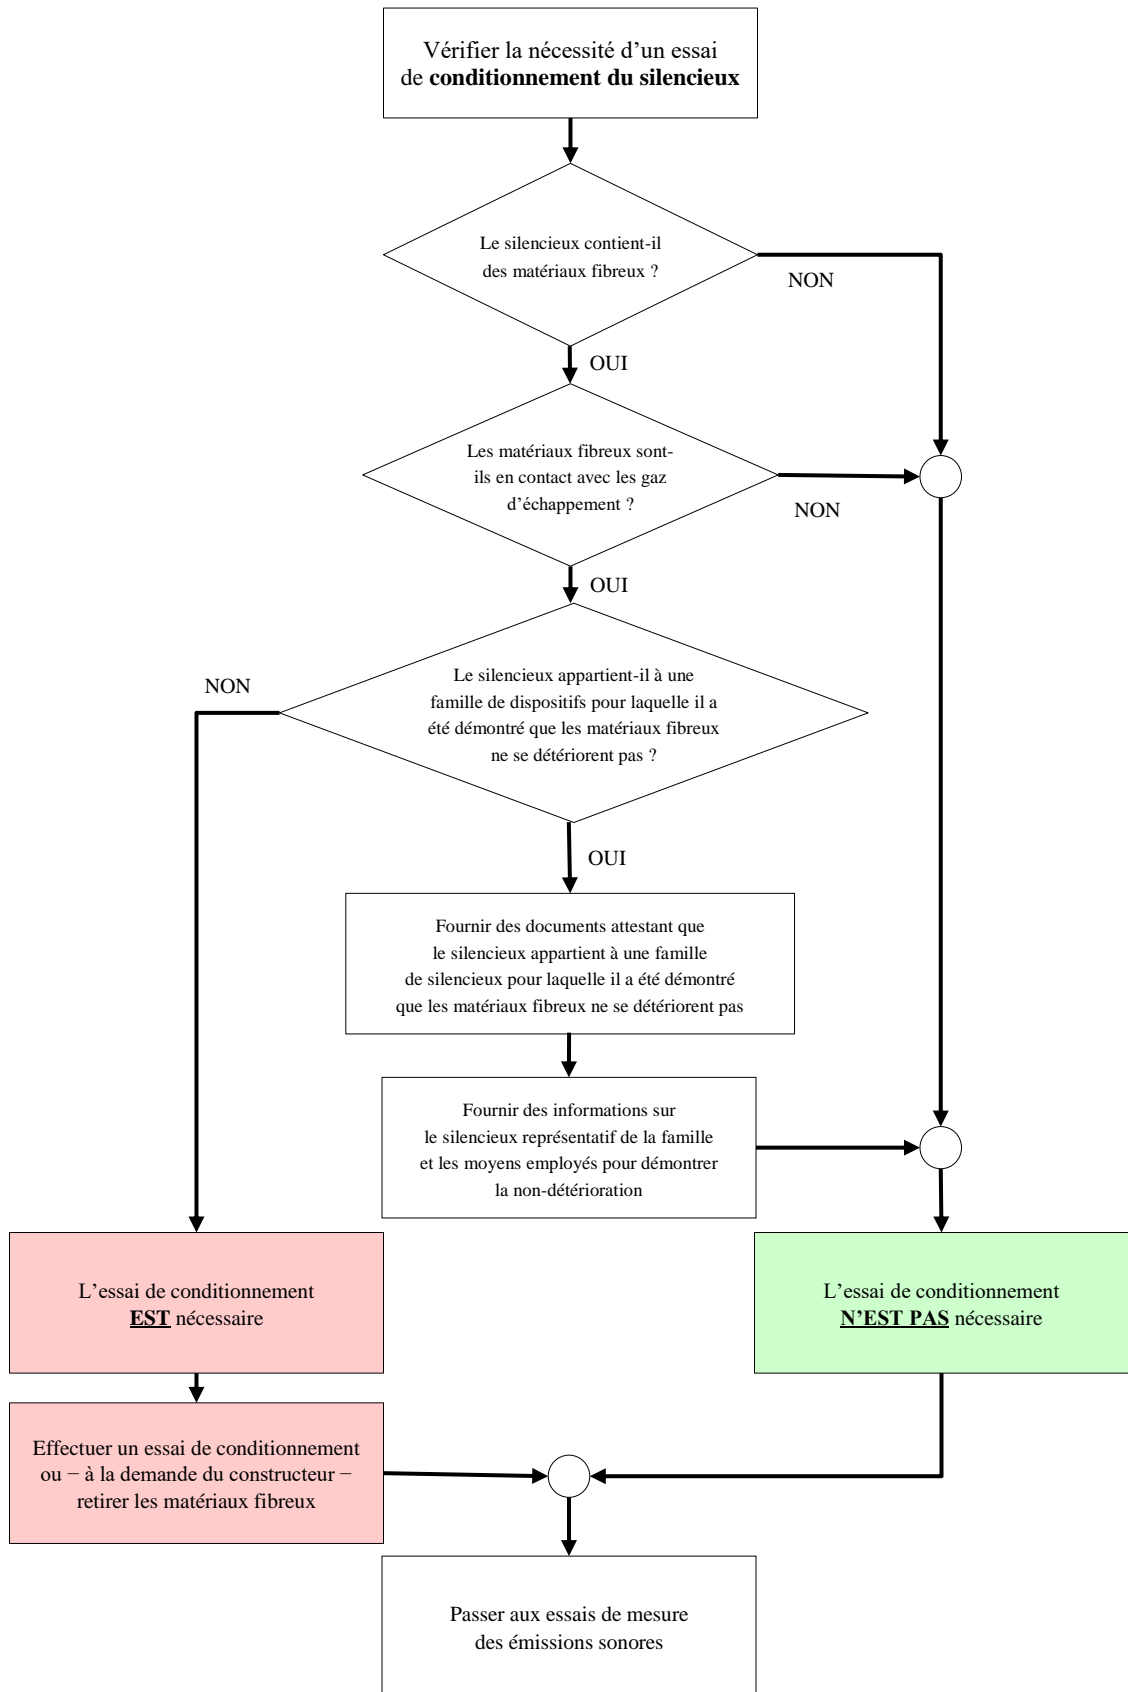 Vérifier la nécessité d’un essai
de conditionnement du silencieux
Le silencieux contient-il
des matériaux fibreux ?
NON
OUI
Les matériaux fibreux sont-
ils en contact avec les gaz
d’échappement ?
NON
OUI
Le silencieux appartient-il à une
famille de dispositifs pour laquelle il a
été démontré que les matériaux fibreux
ne se détériorent pas ?
NON
OUI
Fournir des documents attestant que
le silencieux appartient à une famille
de silencieux pour laquelle il a été démontré
que les matériaux fibreux ne se détériorent pas
Fournir des informations sur
le silencieux représentatif de la famille
et les moyens employés pour démontrer
la non-détérioration
L’essai de conditionnement
EST nécessaire
L’essai de conditionnement
N’EST PAS nécessaire
Effectuer un essai de conditionnement
ou − à la demande du constructeur −
retirer les matériaux fibreux
Passer aux essais de mesure
des émissions sonores